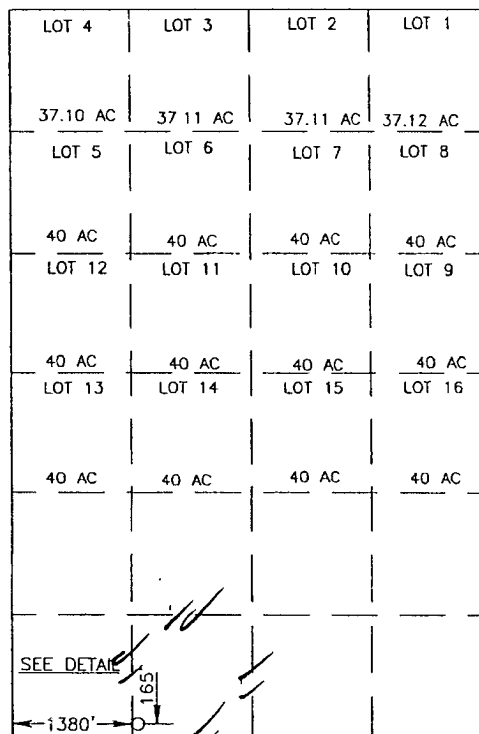 LOT 4 LOT 3 LOT 2 LOT 1
37.10 AC 37 11 AC 37.11 AC 37.12 AC
LOT 5 LOT 6 LOT 7 LOT 8
40 AC 40 AC 40 AC 40 AC
LOT 12 LOT 11 LOT 10 LOT 9
40 AC 40 AC 40 AC 40 AC
LOT 13 LOT 14 LOT 15 LOT 16
40 AC 40 AC 40 AC 40 AC
SEE DETAIL
165
1380'